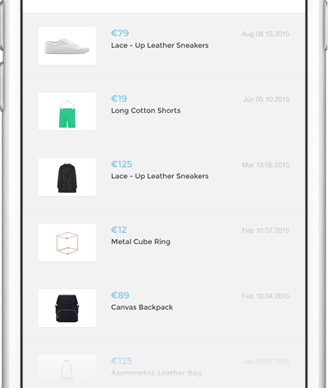 €79
Aug 08.13.2015
Lace - Up Leather Sneakers
€19
Jun 05.10.2015
Long Cotton Shorts
€125
Mar 13.05.2015
Lace - Up Leather Sneakers
€12
Feb 10.07.2015
Metal Cube Ring
€89
Feb 10.04.2015
Canvas Backpack
€125
Jan 10.07.2015
Asymmetric Leather Bag